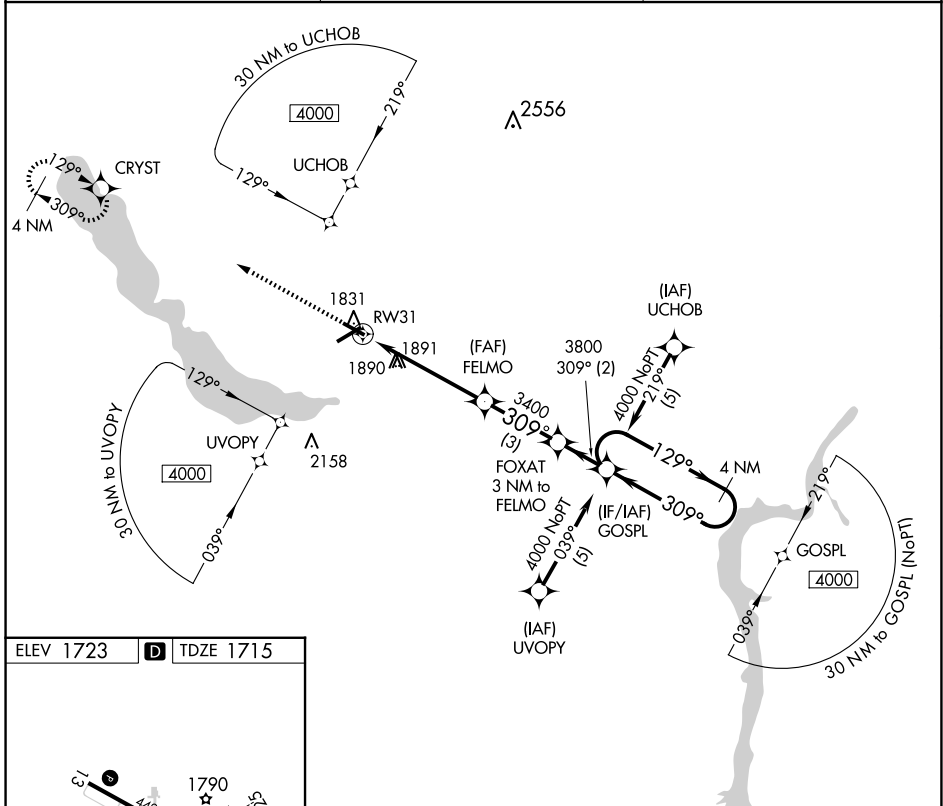 30 NM to UCHOB
4000
219°
UCHOB
129°
2556
129°
CRYST
309°
4 NM
1831
RW31
1891
1890
(FAF)
FELMO
3800
309° (2)
(IAF)
UCHOB
4000 NoPT
219°
(5)
3400
309°
(3)
FOXAT
3 NM to
FELMO
129°
4 NM
309°
(IF/IAF)
GOSPL
4000 NoPT
039°
(5)
(IAF)
UVOPY
129°
UVOPY
2158
4000
30 NM to UVOPY
039°
219°
GOSPL
4000
039°
30 NM to GOSPL (NoPT)
ELEV 1723
D
TDZE 1715
13
P
1790